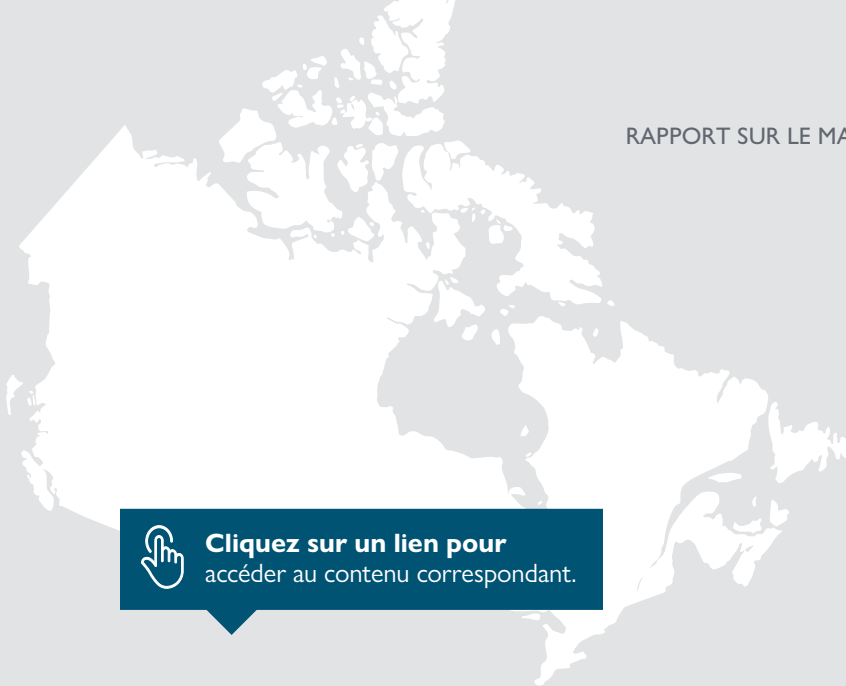 RAPPORT SUR LE MA
Cliquez sur un lien pour
accéder au contenu correspondant.